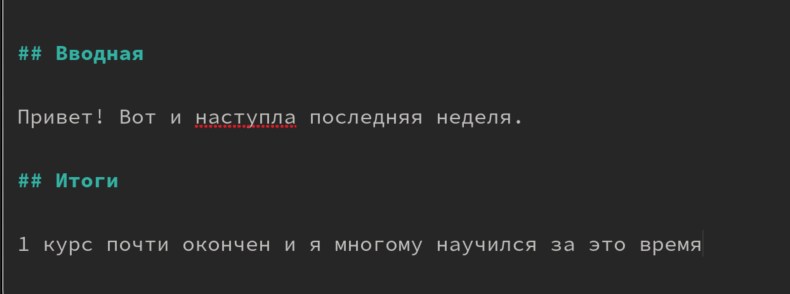 ## Вводная
Привет! Вот и наступла последняя неделя.
## Итоги
1 курс почти окончен и я многому научился за это время